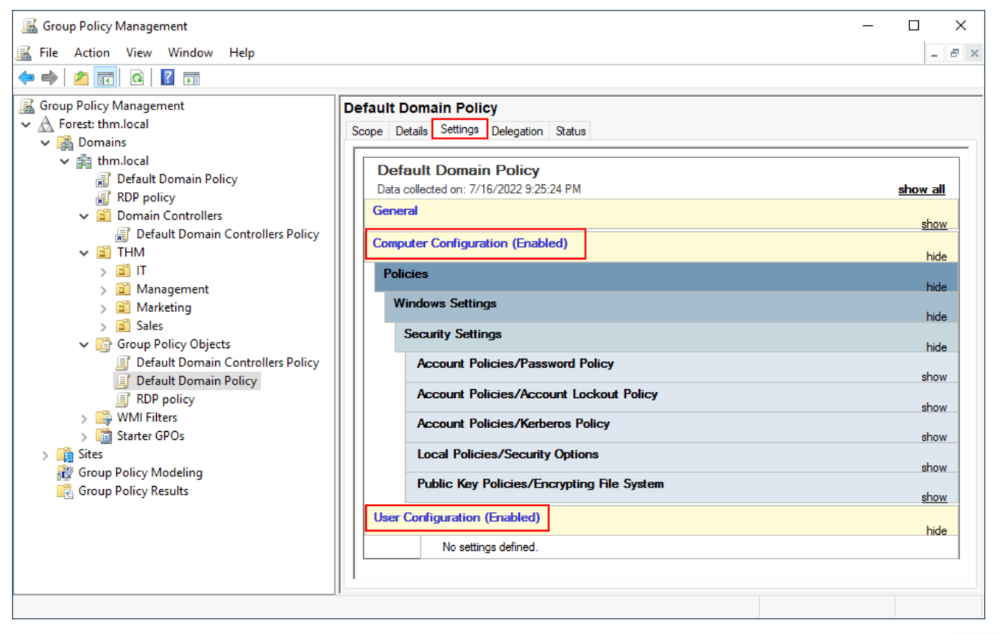 Group Policy Management
File Action View Window Help
Group Policy Management
Forest: thm.local
Domains
thm.local
Default Domain Policy
RDP policy
Domain Controllers
Default Domain Controllers Policy
THM
IT
Management
Marketing
Sales
Group Policy Objects
Default Domain Controllers Policy
Default Domain Policy
RDP policy
WMI Filters
Starter GPOs
Sites
Group Policy Modeling
Group Policy Results
Default Domain Policy
Scope Details Settings Delegation Status
Default Domain Policy
Data collected on: 7/16/2022 9:25:24 PM
show all
General
show
Computer Configuration (Enabled)
hide
Policies
hide
Windows Settings
hide
Security Settings
hide
Account Policies/Password Policy
show
Account Policies/Account Lockout Policy
show
Account Policies/Kerberos Policy
show
Local Policies/Security Options
show
Public Key Policies/Encrypting File System
show
User Configuration (Enabled)
hide
No settings defined.